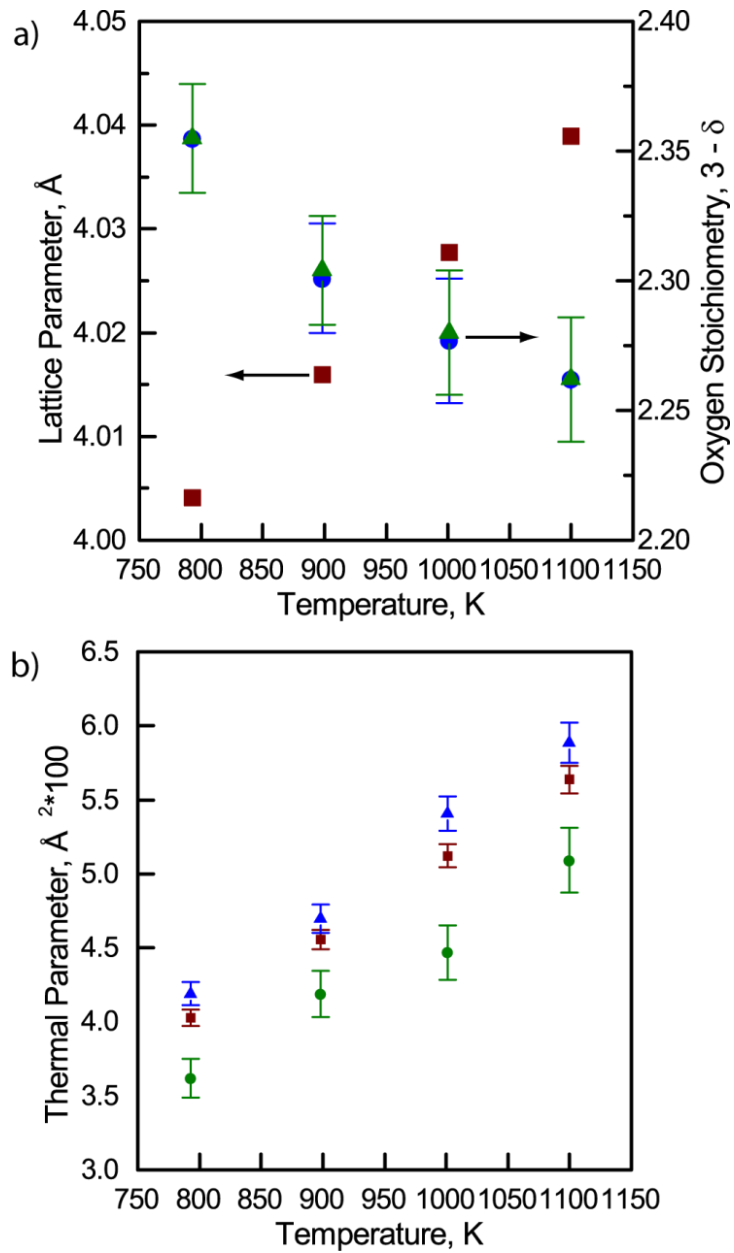 a)
4.05
4.04
4.03
4.02
4.01
4.00
Lattice Parameter, Å
2.40
2.35
2.30
2.25
2.20
Oxygen Stoichiometry, 3 - δ
750 800 850 900 950 1000 1050 1100 1150
Temperature, K
b)
6.5
6.0
5.5
5.0
4.5
4.0
3.5
3.0
Thermal Parameter, Å ²*100
750 800 850 900 950 1000 1050 1100 1150
Temperature, K